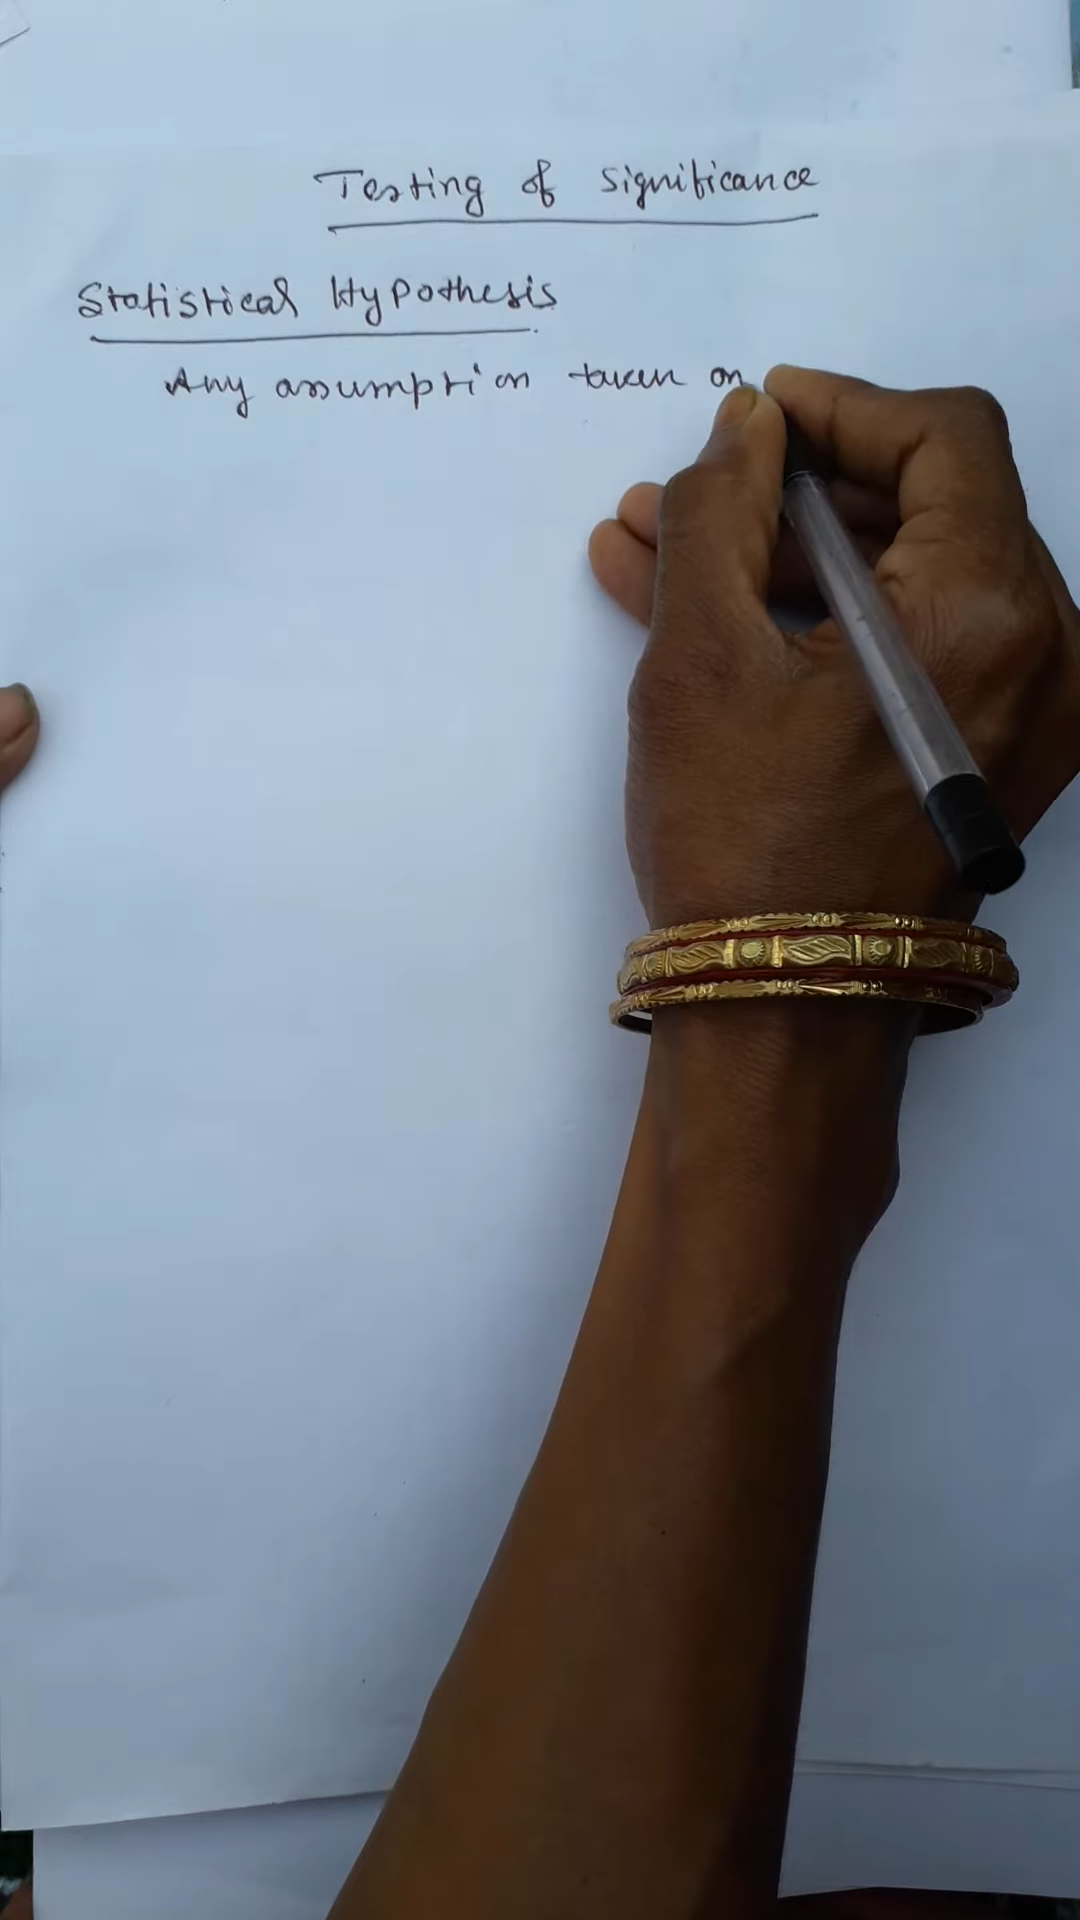 Testing of significance
Statistical Hypothesis
Any assumption taken on